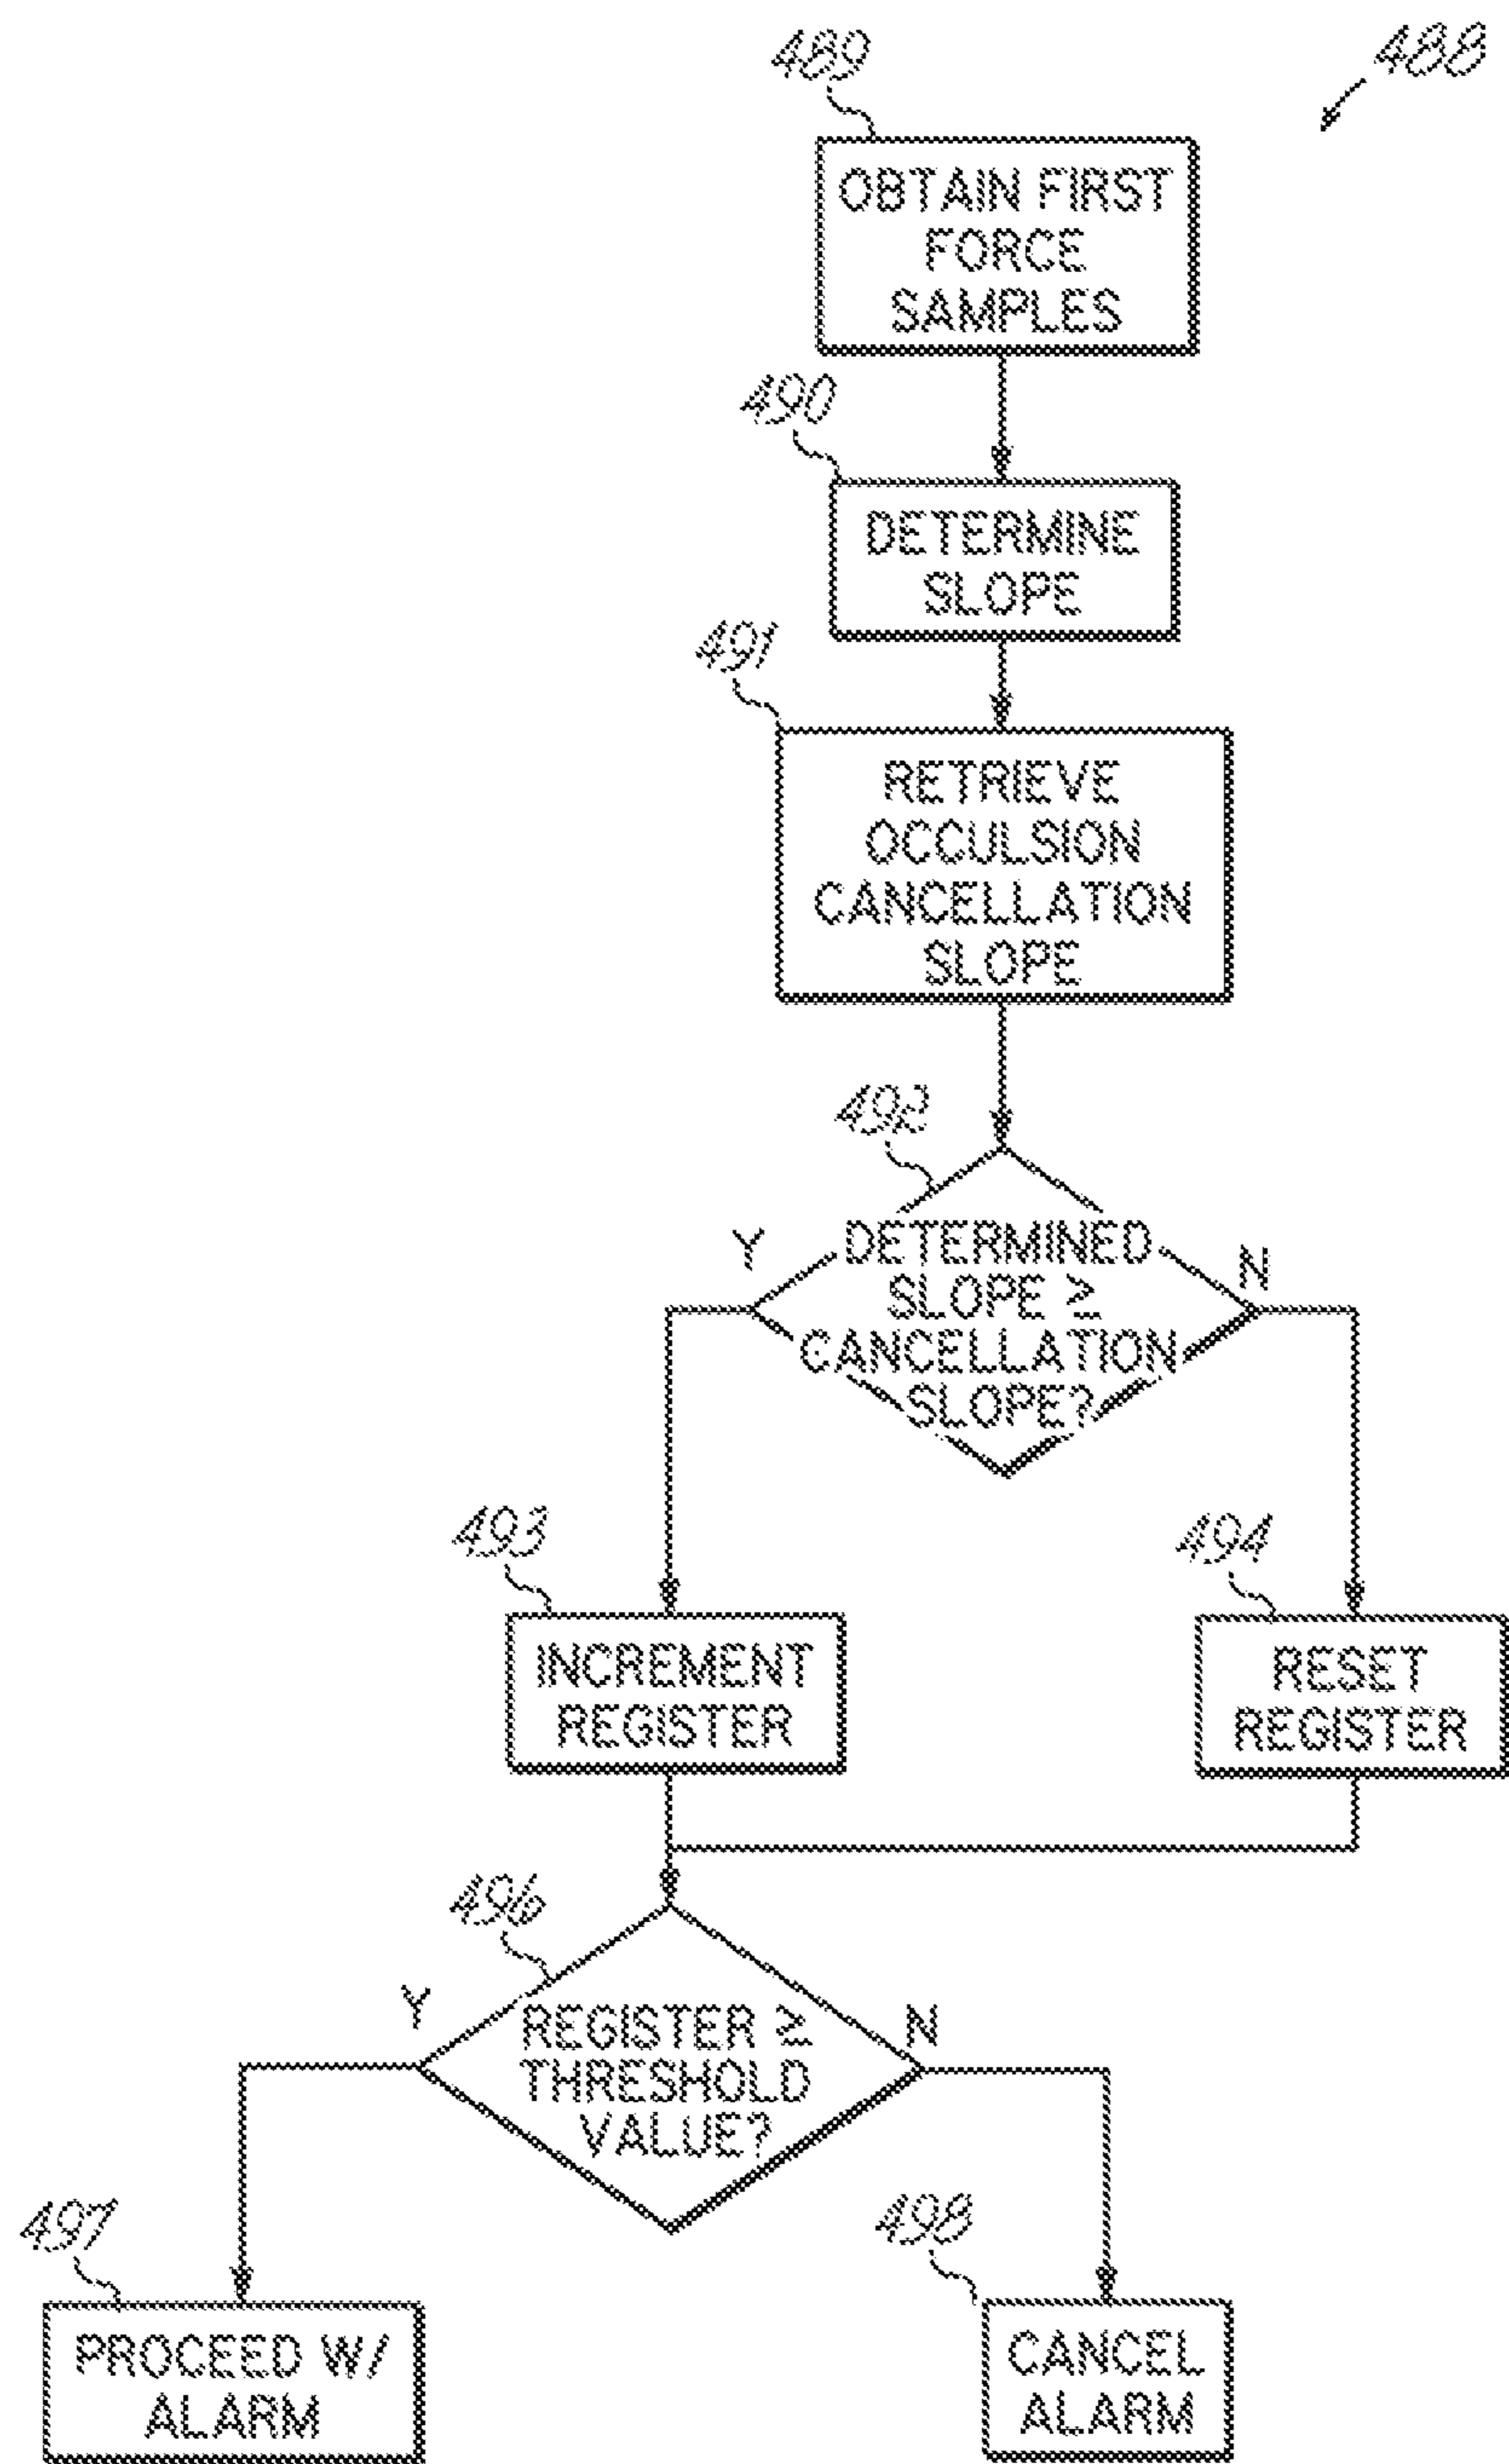 488
489
OBTAIN FIRST
FORCE
SAMPLES
490
DETERMINE
SLOPE
491
RETRIEVE
OCCULSION
CANCELLATION
SLOPE
492
DETERMINED
SLOPE ≥
CANCELLATION
SLOPE?
Y
N
493
INCREMENT
REGISTER
494
RESET
REGISTER
496
REGISTER ≥
THRESHOLD
VALUE?
Y
N
497
PROCEED W/
ALARM
498
CANCEL
ALARM